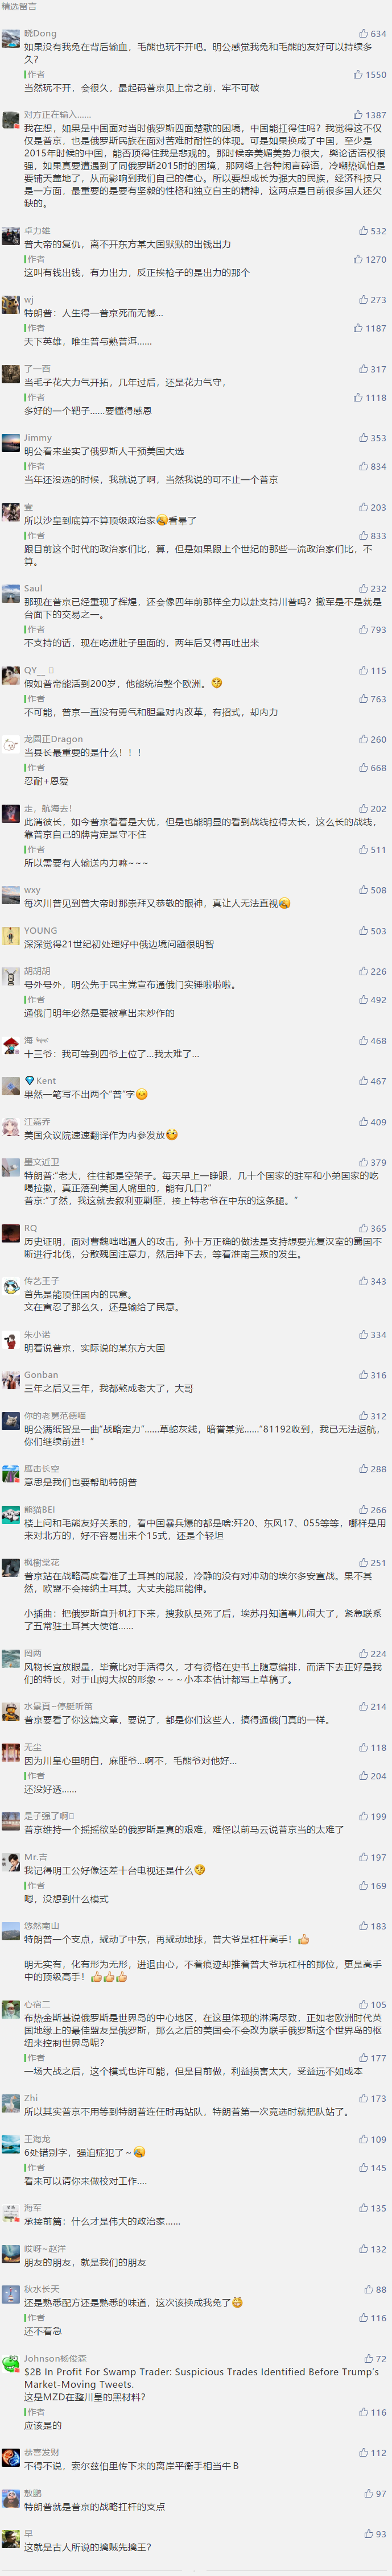 精选留言
晓Dong 634
如果没有我兔在背后输血，毛熊也玩不开吧。明公感觉我兔和毛熊的友好可以持续多
久？
作者 1550
当然玩不开，会很久，最起码普京见上帝之前，牢不可破
对方正在输入…… 1387
我在想，如果是中国面对当时俄罗斯四面楚歌的困境，中国能扛得住吗？我觉得这不仅
仅是普京，也是俄罗斯民族在面对苦难时耐性的体现。可是如果换成了中国，至少是
2015年时候的中国，能否顶得住我是悲观的。那时候亲美媚美势力很大，舆论话语权很
强，如果真要遭遇到了同俄罗斯2015时的困境，那网络上各种闲言碎语，冷嘲热讽怕是
要铺天盖地了，从而影响到我们自己的信心。所以要想成长为强大的民族，经济科技只
是一方面，最重要的是要有坚毅的性格和独立自主的精神，这两点是目前很多国人还欠
缺的。
卓力雄 532
普大帝的复仇，离不开东方某大国默默的出钱出力
作者 1270
这叫有钱出钱，有力出力，反正挨枪子的是出力的那个
wj 273
特朗普：人生得一普京死而无憾…
作者 1187
天下英雄，唯生普与熟普洱……
了一酉 317
当毛子花大力气开拓，几年过后，还是花力气守，
作者 1118
多好的一个靶子……要懂得感恩
Jimmy 353
明公看来坐实了俄罗斯人干预美国大选
作者 834
当年还没选的时候，我就说了啊，当然我说的可不止一个普京
壹 203
所以沙皇到底算不算顶级政治家看晕了
作者 833
跟目前这个时代的政治家们比，算，但是如果跟上个世纪的那些一流政治家们比，不
算。
Saul 232
那现在普京已经重现了辉煌，还会像四年前那样全力以赴支持川普吗？撤军是不是就是
台面下的交易之一。
作者 793
不支持的话，现在吃进肚子里面的，两年后又得再吐出来
QY__ 115
假如普帝能活到200岁，他能统治整个欧洲。
作者 763
不可能，普京一直没有勇气和胆量对内改革，有招式，却内力
龙圆正Dragon 260
当县长最重要的是什么！！！
作者 668
忍耐+恩爱
走，航海去！ 202
此消彼长，如今普京看着是大优，但是也能明显的看到战线拉得太长，这么长的战线，
靠普京自己的牌肯定是守不住
作者 511
所以需要有人输送内力嘛~~~
wxy 508
每次川普见到普大帝时那崇拜又恭敬的眼神，真让人无法直视
YOUNG 503
深深觉得21世纪初处理好中俄边境问题很明智
胡胡胡 226
号外号外，明公先于民主党宣布通俄门实锤啦啦啦。
作者 492
通俄门明年必然是要被拿出来炒作的
海 468
十三爷：我可等到四爷上位了…我太难了…
Kent 467
果然一笔写不出两个“普”字
江嘉乔 409
美国众议院速速翻译作为内参发放
墨文近卫 379
特朗普:“老大，往往都是空架子。每天早上一睁眼，几十个国家的驻军和小弟国家的吃
喝拉撒，真正落到美国人嘴里的，能有几口?”
普京:“了然，我这就去叙利亚剿匪，接上特老爷在中东的这条腿。”
RQ 365
历史证明，面对曹魏咄咄逼人的攻击，孙十万正确的做法是支持想要光复汉室的蜀国不
断进行北伐，分散魏国注意力，然后抻下去，等着淮南三叛的发生。
传艺王子 343
首先是能顶住国内的民意。
文在寅忍了那么久，还是输给了民意。
朱小诺 334
明着说普京，实际说的某东方大国
Gonban 316
三年之后又三年，我都熬成老大了，大哥
你的老舅范德喵 312
明公满纸皆是一曲“战略定力”……草蛇灰线，暗誉某党……“81192收到，我已无法返航，
你们继续前进！”
鹰击长空 288
意思是我们也要帮助特朗普
熊猫BEI 266
楼上问和毛熊友好关系的，看中国暴兵爆的都是啥:歼20、东风17、055等等，哪样是用
来对北方的，好不容易出来个15式，还是个轻坦
枫樹棠花 251
普京站在战略高度看准了土耳其的屁股，冷静的没有对冲动的埃尔多安宣战。果不其
然，欧盟不会接纳土耳其。大丈夫能屈能伸。
小插曲：把俄罗斯直升机打下来，搜救队员死了后，埃苏丹知道事儿闹大了，紧急联系
了五常驻土耳其大使馆……
罔两 224
风物长宜放眼量，毕竟比对手活得久，才有资格在史书上随意编排，而活下去正好是我
们的特长，对于山姆大叔的形象～～～小本本估计都写上草稿了。
水景頁~停艇听笛 214
普京要看了你这篇文章，要说了，都是你们这些人，搞得通俄门真的一样。
无尘 118
因为川皇心里明白，麻匪爷…啊不，毛熊爷对他好…
作者 204
还没好透……
是子强了啊 199
普京维持一个摇摇欲坠的俄罗斯是真的艰难，难怪以前马云说普京当的太难了
Mr.吉 197
我记得明工公好像还差十台电视还是什么
作者 169
嗯，没想到什么模式
悠然南山 183
特朗普一个支点，撬动了中东，再撬动地球，普大爷是杠杆高手！
明无实有，化有形为无形，进退由心，不着痕迹却推着普大爷玩杠杆的那位，更是高手
中的顶级高手！
心宿二 105
布热金斯基说俄罗斯是世界岛的中心地区，在这里体现的淋漓尽致，正如老欧洲时代英
国地缘上的最佳盟友是俄罗斯，那么之后的美国会不会改为联手俄罗斯这个世界岛的枢
纽来控制世界岛呢?
作者 177
一场大战之后，这个模式也许可能，但是目前做，利益损害太大，受益远不如成本
Zhi 173
所以其实普京不用等到特朗普连任时再站队，特朗普第一次竞选时就把队站了。
王海龙 109
6处错别字，强迫症犯了~
作者 145
看来可以请你来做校对工作....
海军 135
承接前篇：什么才是伟大的政治家……
哎呀~赵洋 132
朋友的朋友，就是我们的朋友
秋水长天 88
还是熟悉配方还是熟悉的味道，这次该换成我兔了
作者 116
还不着急
Johnson杨俊森 72
$2B In Profit For Swamp Trader: Suspicious Trades Identified Before Trump’s
Market-Moving Tweets.
这是MZD在整川皇的黑材料？
作者 116
应该是的
恭喜发财 112
不得不说，索尔兹伯里传下来的离岸平衡手相当牛B
敖鹏 97
特朗普就是普京的战略扛杆的支点
早 93
这就是古人所说的擒贼先擒王？